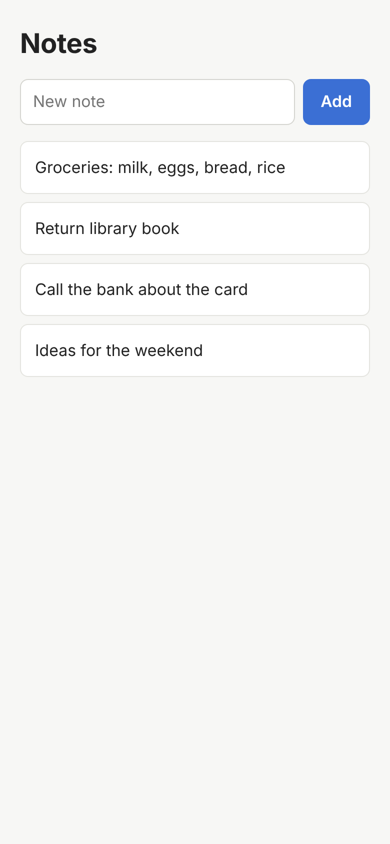 Notes
New note
Add
Groceries: milk, eggs, bread, rice
Return library book
Call the bank about the card
Ideas for the weekend